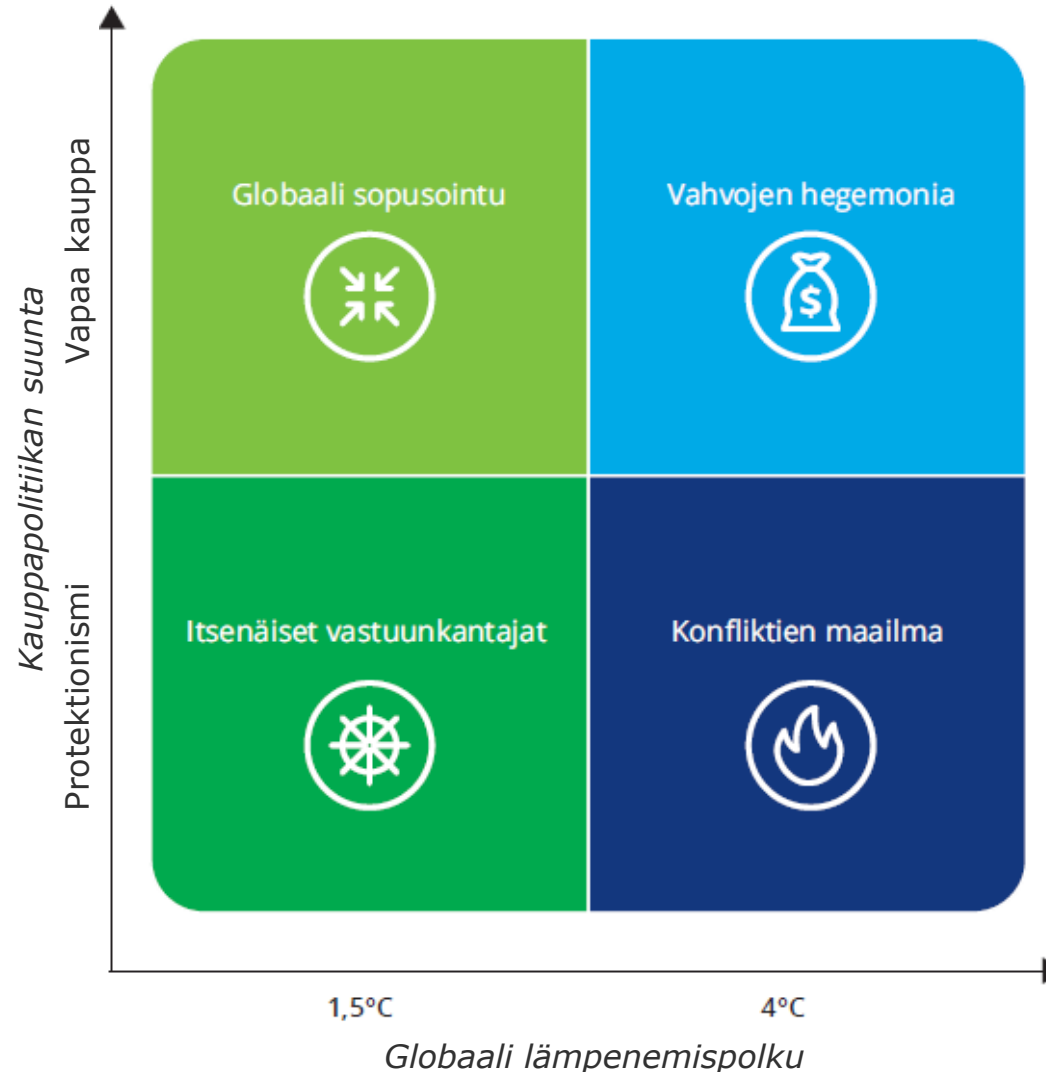 Kauppapolitiikan suunta
Vapaa kauppa
Protektionismi
Globaali sopusointu
Vahvojen hegemonia
$
Itsenäiset vastuunkantajat
Konfliktien maailma
1,5°C
4°C
Globaali lämpenemispolku